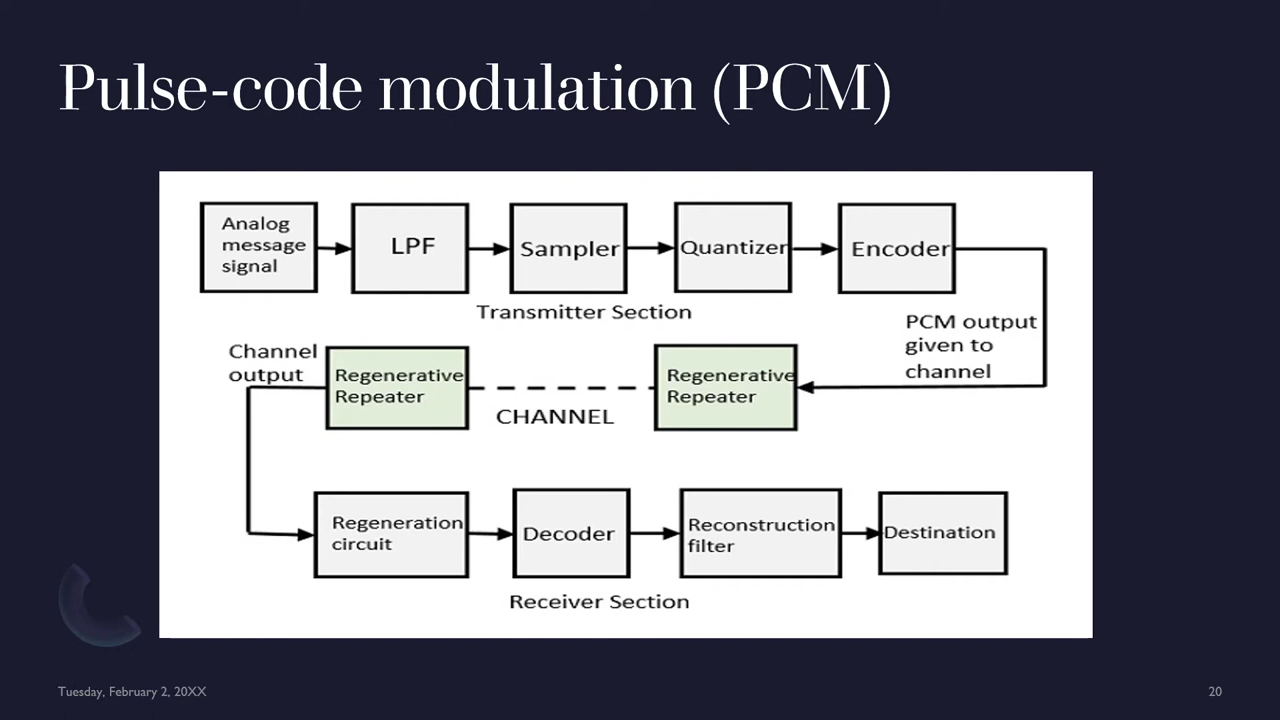 Pulse-code modulation (PCM)
Analog
message
signal
LPF
Sampler
Quantizer
Encoder
Transmitter Section
PCM output
given to
channel
Channel
output
Regenerative
Repeater
CHANNEL
Regenerative
Repeater
Regeneration
circuit
Decoder
Reconstruction
filter
Destination
Receiver Section
Tuesday, February 2, 20XX
20